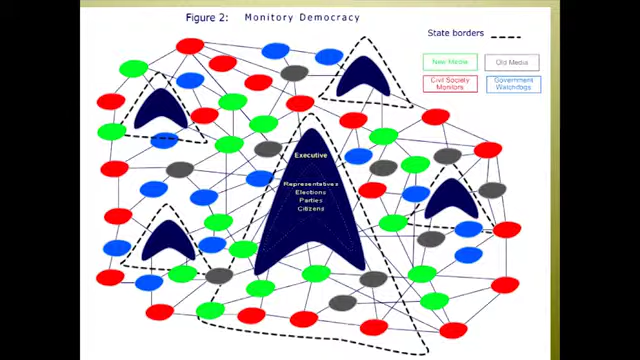 Figure 2: Monitory Democracy
State borders
New Media
Old Media
Civil Society
Monitors
Government
Watchdogs
Executive
Representatives
Elections
Parties
Citizens